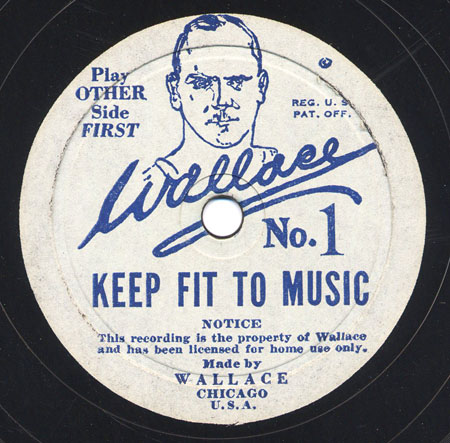 Play
OTHER
Side
FIRST
REG. U. S.
PAT. OFF.
Wallace
No. 1
KEEP FIT TO MUSIC
NOTICE
This recording is the property of Wallace
and has been licensed for home use only.
Made by
WALLACE
CHICAGO
U.S.A.